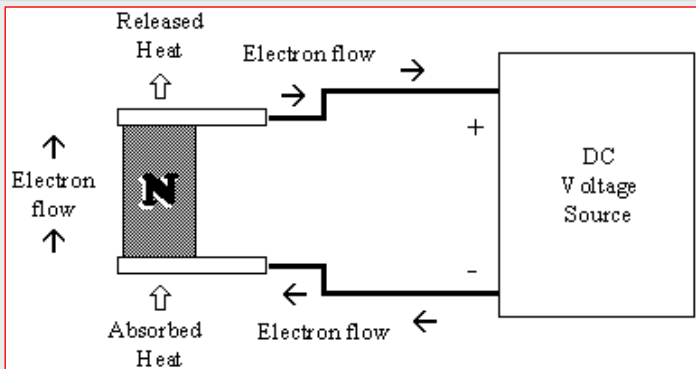 Released
Heat
Electron flow
+
Electron
flow
N
DC
Voltage
Source
-
Absorbed
Heat
Electron flow